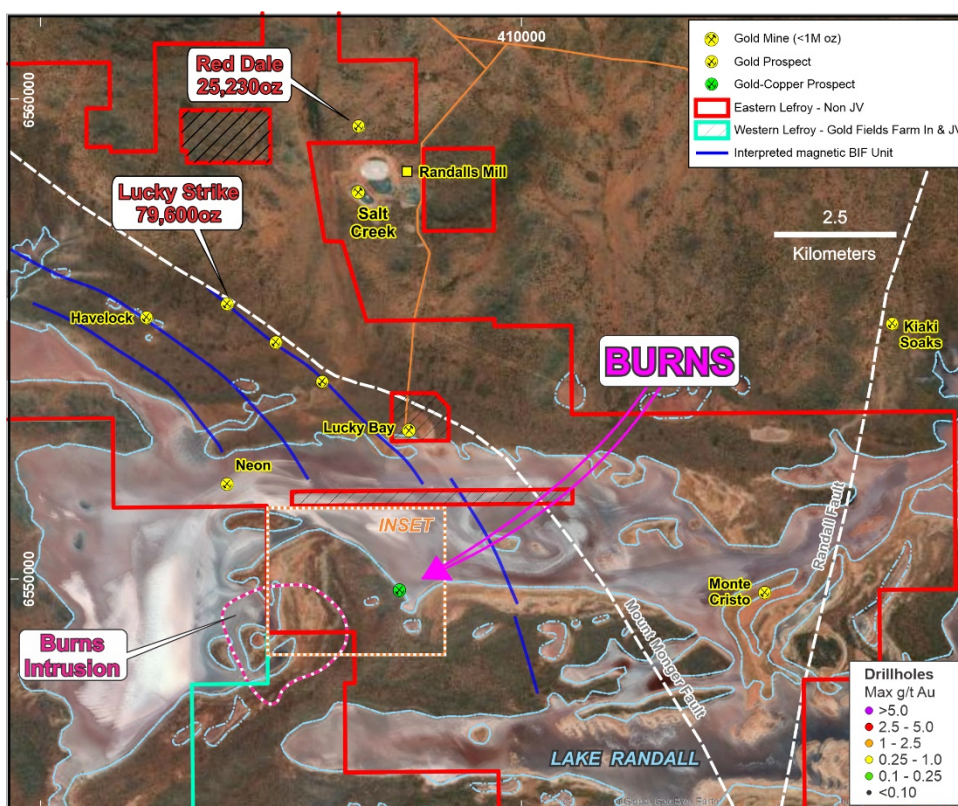 410000
6560000
6550000
Red Dale
25,230oz
Randalls Mill
Salt
Creek
Lucky Strike
79,600oz
Havelock
Lucky Bay
Neon
BURNS
Kiaki
Soaks
INSET
Monte
Cristo
Burns
Intrusion
Mount Monger Fault
Randall Fault
LAKE RANDALL
2.5
Kilometers
Gold Mine (<1M oz)
Gold Prospect
Gold-Copper Prospect
Eastern Lefroy - Non JV
Western Lefroy - Gold Fields Farm In & JV
Interpreted magnetic BIF Unit
Drillholes
Max g/t Au
>5.0
2.5 - 5.0
1 - 2.5
0.25 - 1.0
0.1 - 0.25
<0.10